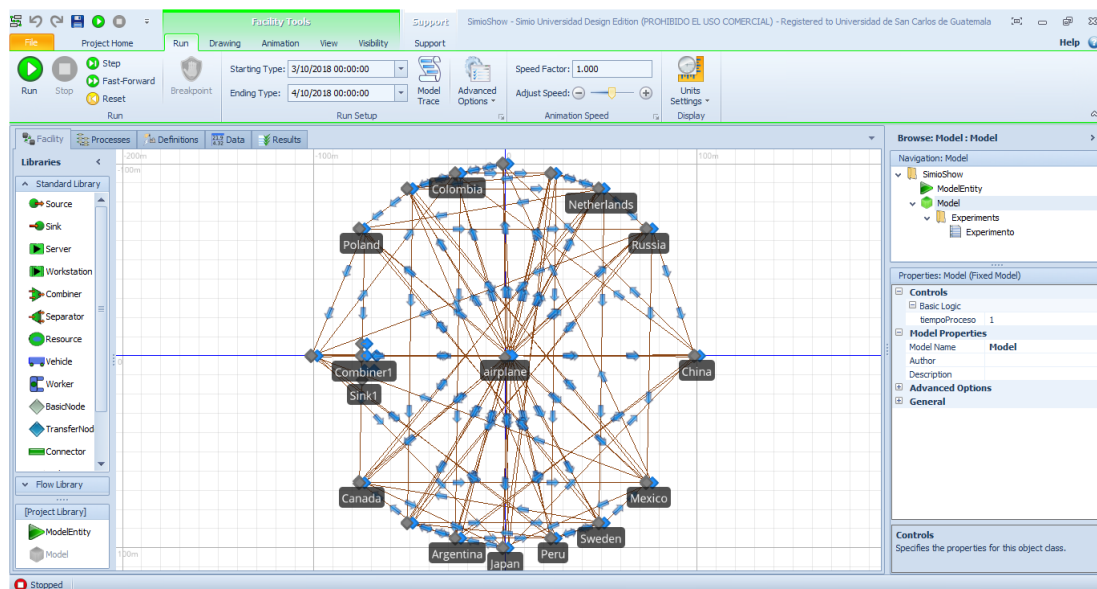 Facility Tools
Support
SimioShow - Simio Universidad Design Edition (PROHIBIDO EL USO COMERCIAL) - Registered to Universidad de San Carlos de Guatemala
File
Project Home
Run
Drawing
Animation
View
Visibility
Support
Help
Run
Stop
Step
Fast-Forward
Reset
Run
Breakpoint
Starting Type: 3/10/2018 00:00:00
Ending Type: 4/10/2018 00:00:00
Run Setup
Model Trace
Advanced Options
Speed Factor: 1.000
Adjust Speed:
Animation Speed
Units Settings
Display
Facility
Processes
Definitions
Data
Results
Libraries
Standard Library
Source
Sink
Server
Workstation
Combiner
Separator
Resource
Vehicle
Worker
BasicNode
TransferNod
Connector
Flow Library
[Project Library]
ModelEntity
Model
-200m
-100m
0
100m
-100m
0
100m
Colombia
Netherlands
Poland
Russia
Combiner1
airplane
China
Sink1
Canada
Mexico
Sweden
Argentina
Peru
Japan
Browse: Model : Model
Navigation: Model
SimioShow
ModelEntity
Model
Experiments
Experimento
Properties: Model (Fixed Model)
Controls
Basic Logic
tiempoProceso 1
Model Properties
Model Name Model
Author
Description
Advanced Options
General
Controls
Specifies the properties for this object class.
Stopped